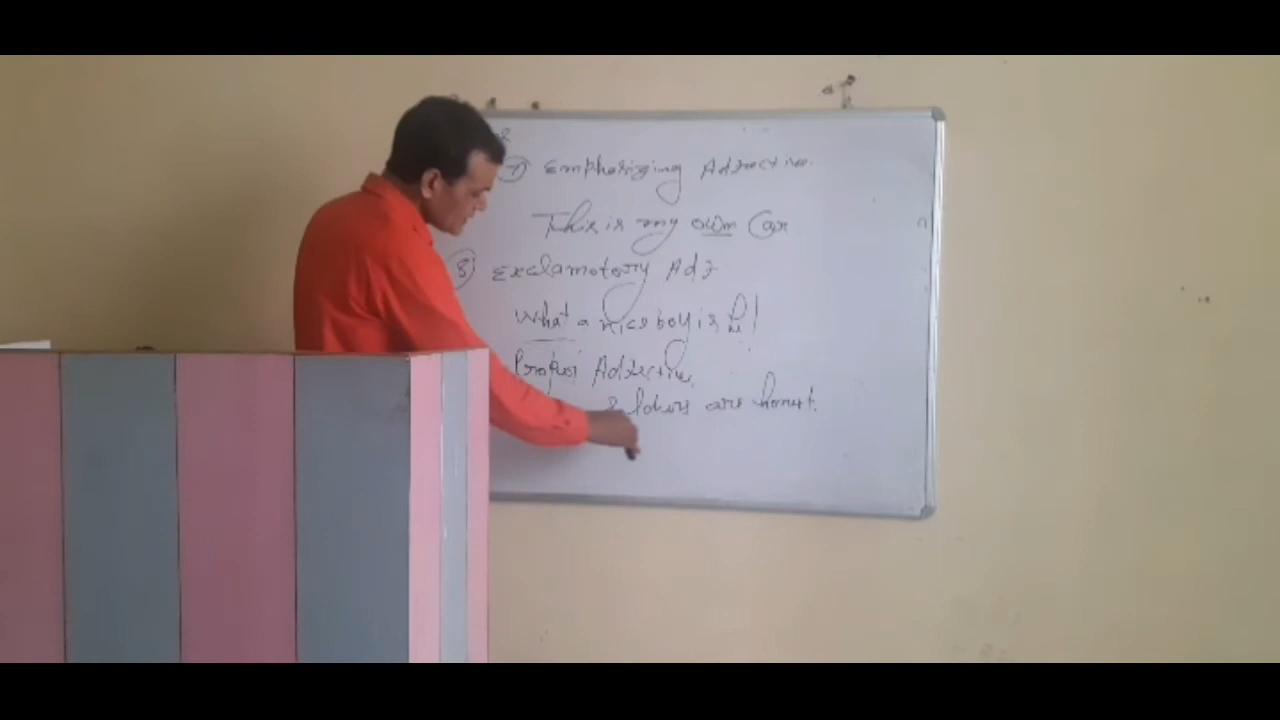 (7) Emphasizing Adjective.
This is my own Car
(8) Exclamatory Adj
What a nice boy is he!
Proper Adjective
are honest.